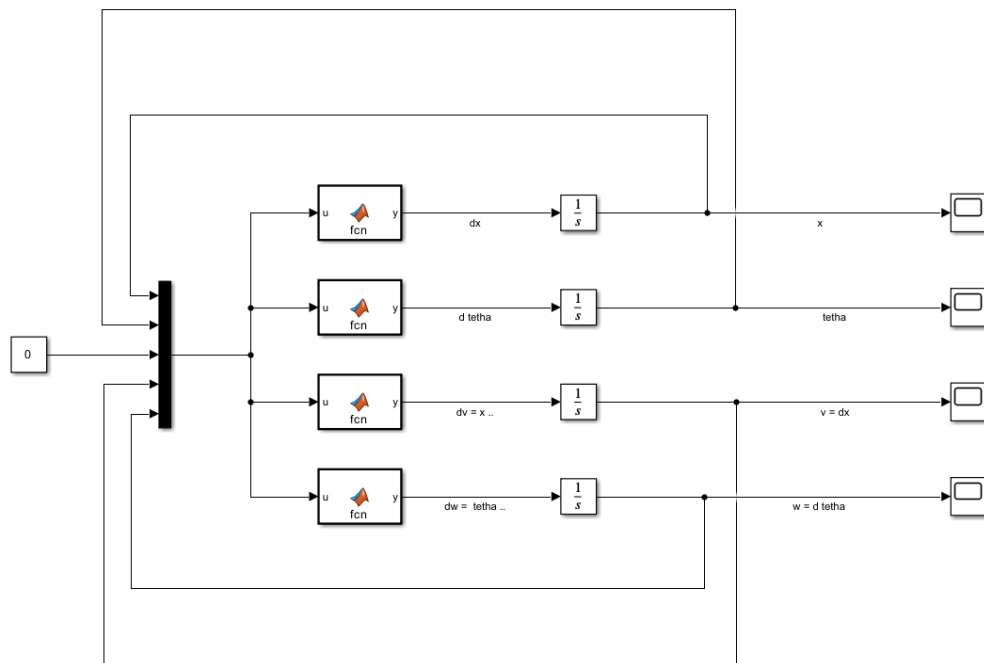 u
fcn
y
dx
1
s
x
u
fcn
y
d tetha
1
s
tetha
0
u
fcn
y
dv = x ..
1
s
v = dx
u
fcn
y
dw =  tetha ..
1
s
w = d tetha